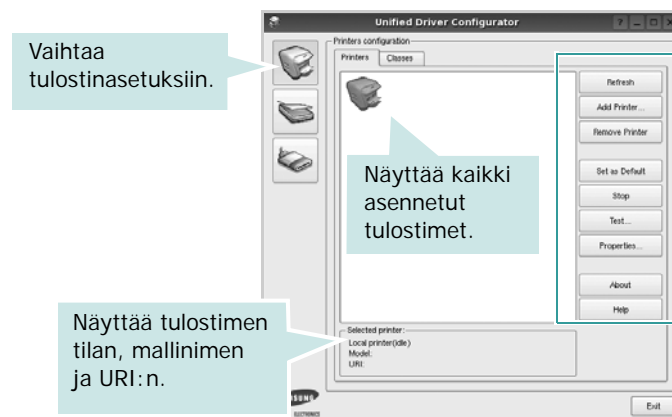 Unified Driver Configurator
Vaihtaa
tulostinasetuksiin.
Printers configuration
Printers
Classes
Refresh
Add Printer...
Remove Printer
Set as Default
Stop
Test...
Properties...
About
Help
Näyttää kaikki
asennetut
tulostimet.
Näyttää tulostimen
tilan, mallinimen
ja URI:n.
Selected printer:
Local printer(idle)
Model:
URI:
ELECTRONICS
Exit